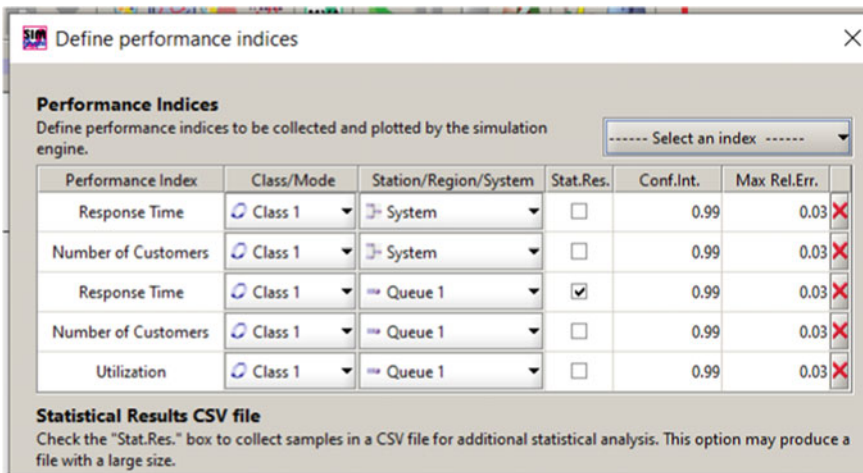 Define performance indices
Performance Indices
Define performance indices to be collected and plotted by the simulation
engine.
------ Select an index ------
Performance Index Class/Mode Station/Region/System Stat.Res. Conf.Int. Max Rel.Err.
Response Time Class 1 System 0.99 0.03
Number of Customers Class 1 System 0.99 0.03
Response Time Class 1 Queue 1 0.99 0.03
Number of Customers Class 1 Queue 1 0.99 0.03
Utilization Class 1 Queue 1 0.99 0.03
Statistical Results CSV file
Check the "Stat.Res." box to collect samples in a CSV file for additional statistical analysis. This option may produce a
file with a large size.